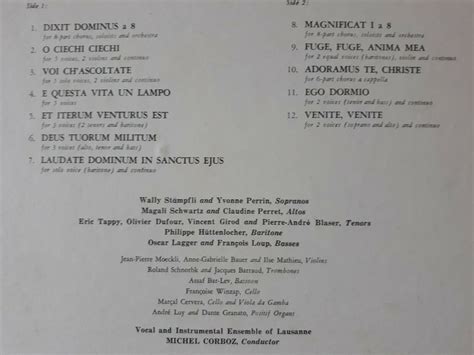 Side 1:
1. DIXIT DOMINUS a 8
for 8-part chorus, soloists and orchestra
2. O CIECHI CIECHI
for 5 voices, 2 violins and continuo
3. VOI CH'ASCOLTATE
for 5 voices, 2 violins and continuo
4. E QUESTA VITA UN LAMPO
for 5 voices
5. ET ITERUM VENTURUS EST
for 3 voices (2 tenors and baritone)
6. DEUS TUORUM MILITUM
for 3 voices (alto, tenor and bass)
7. LAUDATE DOMINUM IN SANCTUS EJUS
for solo voice (baritone) and continuo
Side 2:
8. MAGNIFICAT I a 8
for 8-part chorus, soloists and orchestra
9. FUGE, FUGE, ANIMA MEA
for 2 equal voices (baritones), violin and continuo
10. ADORAMUS TE, CHRISTE
for 6-part chorus a cappella
11. EGO DORMIO
for 2 voices (tenor and bass) and continuo
12. VENITE, VENITE
for 2 voices (soprano and alto) and continuo
Wally Stämpfli and Yvonne Perrin, Sopranos
Magali Schwartz and Claudine Perret, Altos
Eric Tappy, Olivier Dufour, Vincent Girod and Pierre-André Blaser, Tenors
Philippe Hüttenlocher, Baritone
Oscar Lagger and François Loup, Basses
Jean-Pierre Moeckli, Anne-Gabrielle Bauer and Ilse Mathieu, Violins
Roland Schnorhk and Jacques Barraud, Trombones
Assaf Bar-Lev, Bassoon
Françoise Winzap, Cello
Marçal Cervera, Cello and Viola da Gamba
André Luy and Dante Granato, Positif Organs
Vocal and Instrumental Ensemble of Lausanne
MICHEL CORBOZ, Conductor